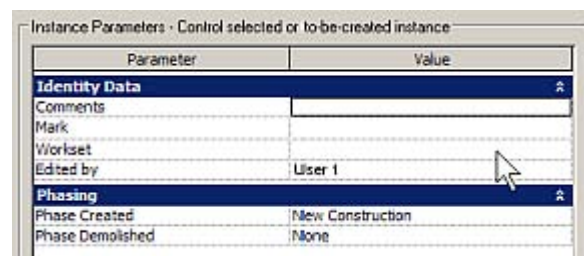 Instance Parameters - Control selected or to-be-created instance
Parameter Value
Identity Data
Comments
Mark
Workset
Edited by User 1
Phasing
Phase Created New Construction
Phase Demolished None